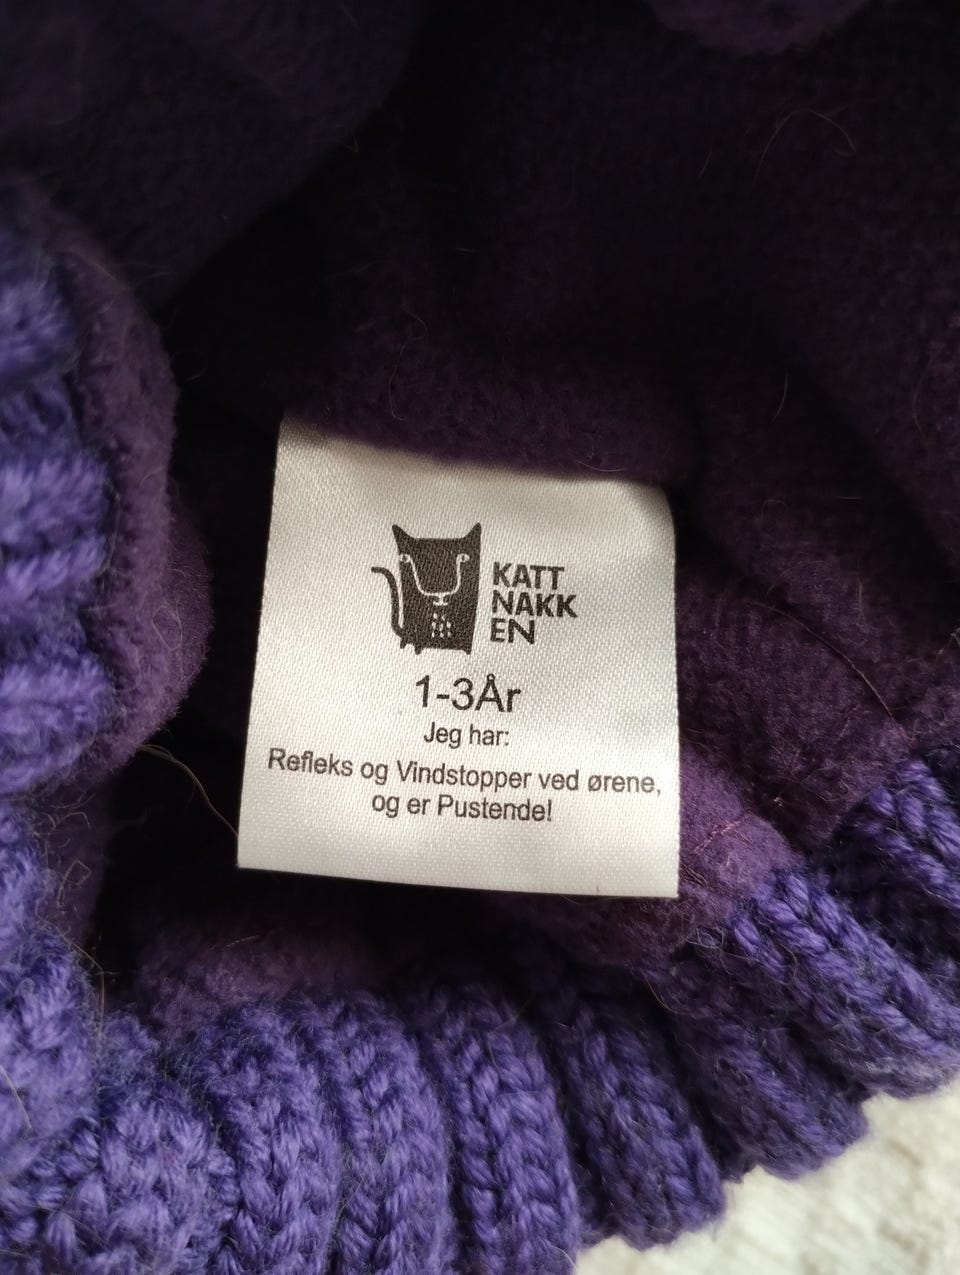 KATT
NAKK
EN
1-3År
Jeg har:
Refleks og Vindstopper ved ørene,
og er Pustende!